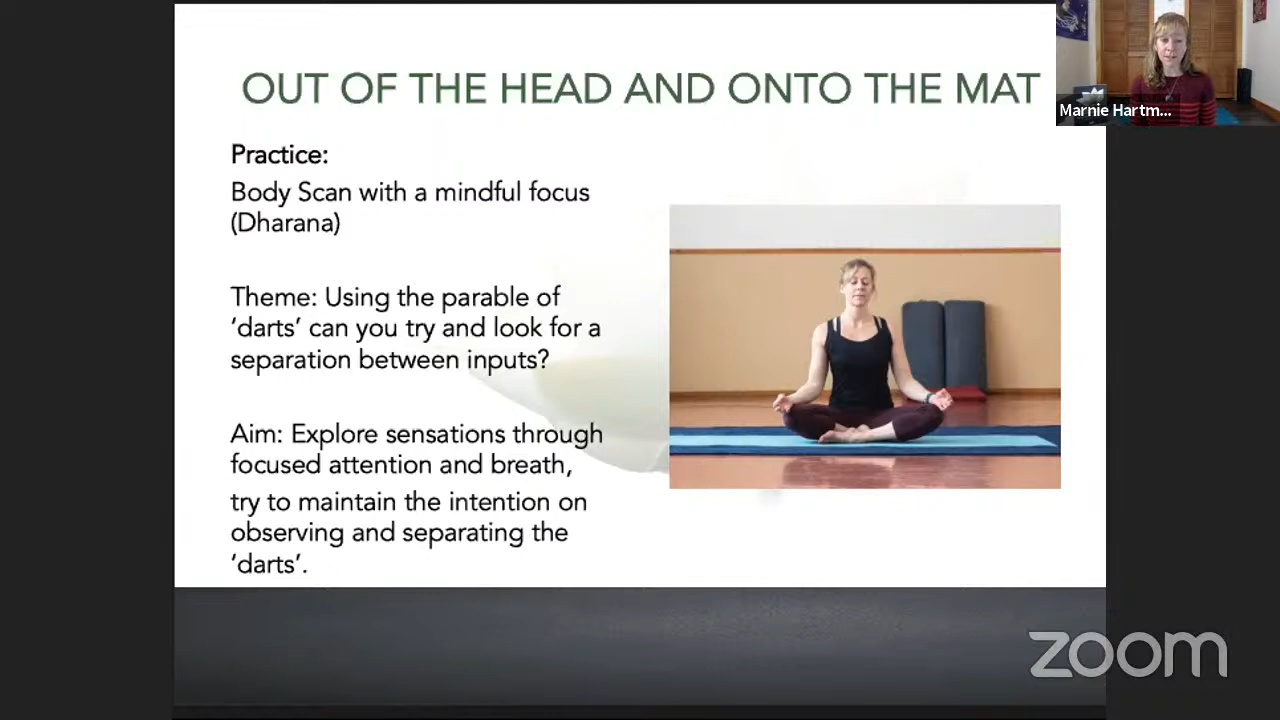 OUT OF THE HEAD AND ONTO THE MAT
Marnie Hartm...
Practice:
Body Scan with a mindful focus
(Dharana)
Theme: Using the parable of
‘darts’ can you try and look for a
separation between inputs?
Aim: Explore sensations through
focused attention and breath,
try to maintain the intention on
observing and separating the
‘darts’.
zoom